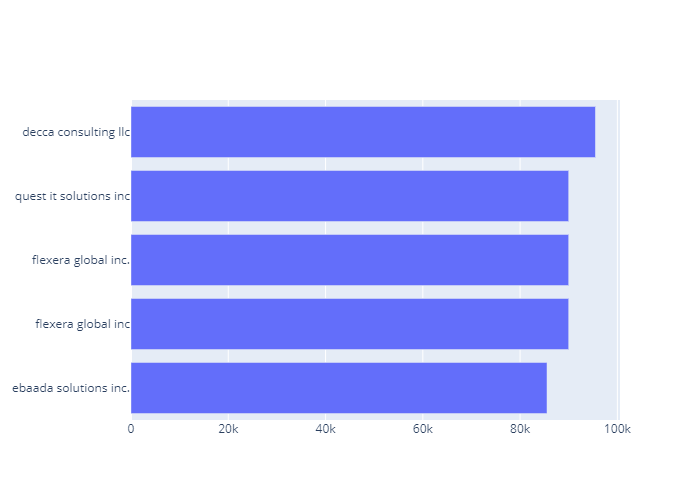 decca consulting llc
quest it solutions inc
flexera global inc.
flexera global inc
ebaada solutions inc.
0 20k 40k 60k 80k 100k